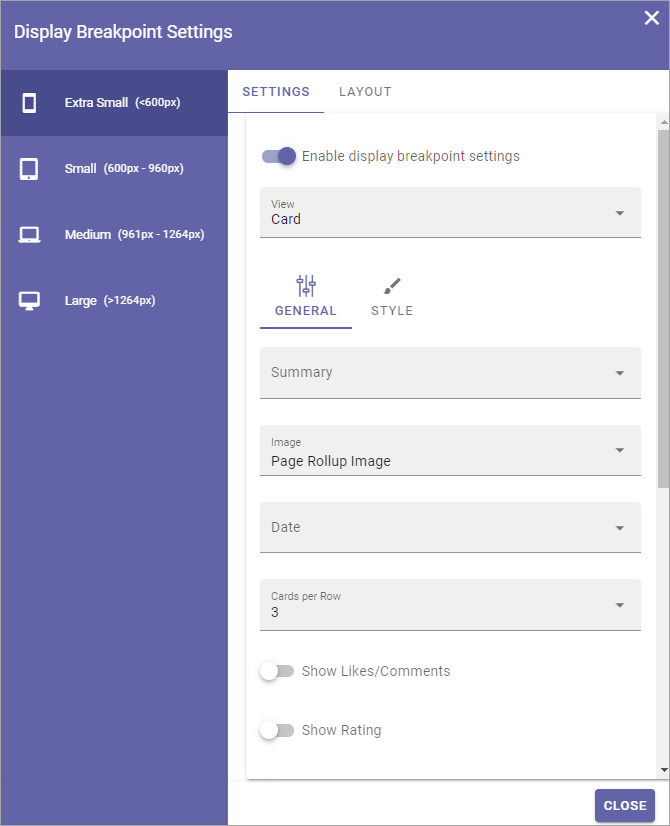 Display Breakpoint Settings
Extra Small (<600px)
Small (600px - 960px)
Medium (961px - 1264px)
Large (>1264px)
SETTINGS LAYOUT
Enable display breakpoint settings
View
Card
GENERAL STYLE
Summary
Image
Page Rollup Image
Date
Cards per Row
3
Show Likes/Comments
Show Rating
CLOSE